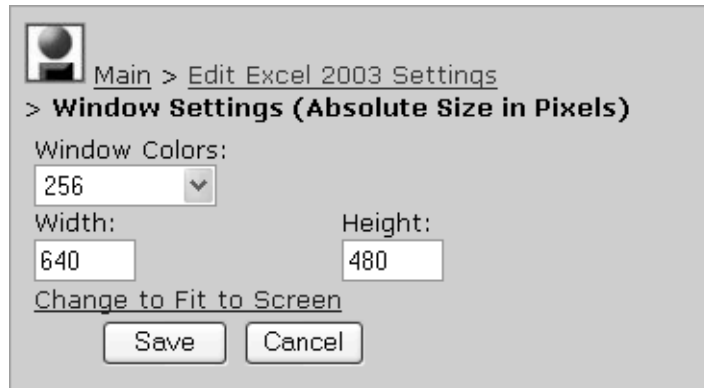 Main > Edit Excel 2003 Settings
> Window Settings (Absolute Size in Pixels)
Window Colors:
256
Width: Height:
640 480
Change to Fit to Screen
Save Cancel